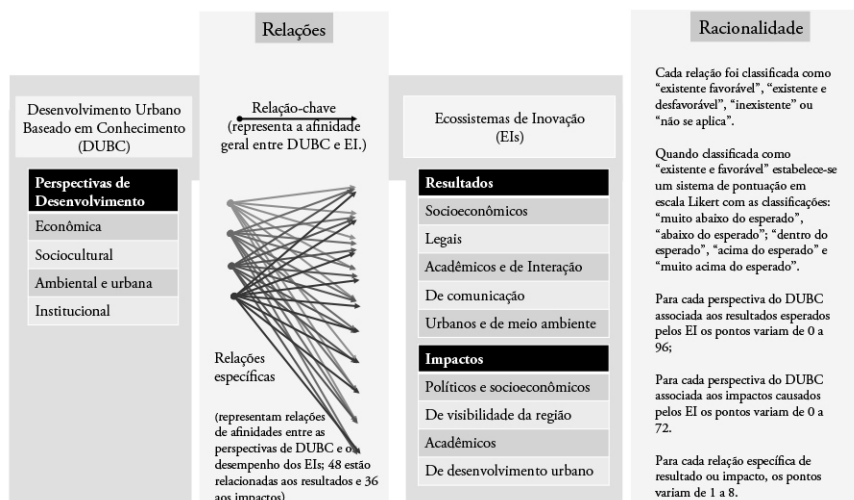 Relações
Racionalidade
Desenvolvimento Urbano
Baseado em Conhecimento
(DUBC)
Perspectivas de
Desenvolvimento
Econômica
Sociocultural
Ambiental e urbana
Institucional
Relação-chave
(representa a afinidade
geral entre DUBC e EI.)
Relações
específicas
(representam relações
de afinidades entre as
perspectivas de DUBC e o
desempenho dos EIs; 48 estão
relacionadas aos resultados e 36
aos impactos)
Ecossistemas de Inovação
(EIs)
Resultados
Socioeconômicos
Legais
Acadêmicos e de Interação
De comunicação
Urbanos e de meio ambiente
Impactos
Políticos e socioeconômicos
De visibilidade da região
Acadêmicos
De desenvolvimento urbano
Cada relação foi classificada como
“existente favorável”, “existente e
desfavorável”, “inexistente” ou
“não se aplica”.
Quando classificada como
“existente e favorável” estabelece-se
um sistema de pontuação em
escala Likert com as classificações:
“muito abaixo do esperado”,
“abaixo do esperado”; “dentro do
esperado”, “acima do esperado” e
“muito acima do esperado”.
Para cada perspectiva do DUBC
associada aos resultados esperados
pelos EI os pontos variam de 0 a
96;
Para cada perspectiva do DUBC
associada aos impactos causados
pelos EI os pontos variam de 0 a
72.
Para cada relação específica de
resultado ou impacto, os pontos
variam de 1 a 8.